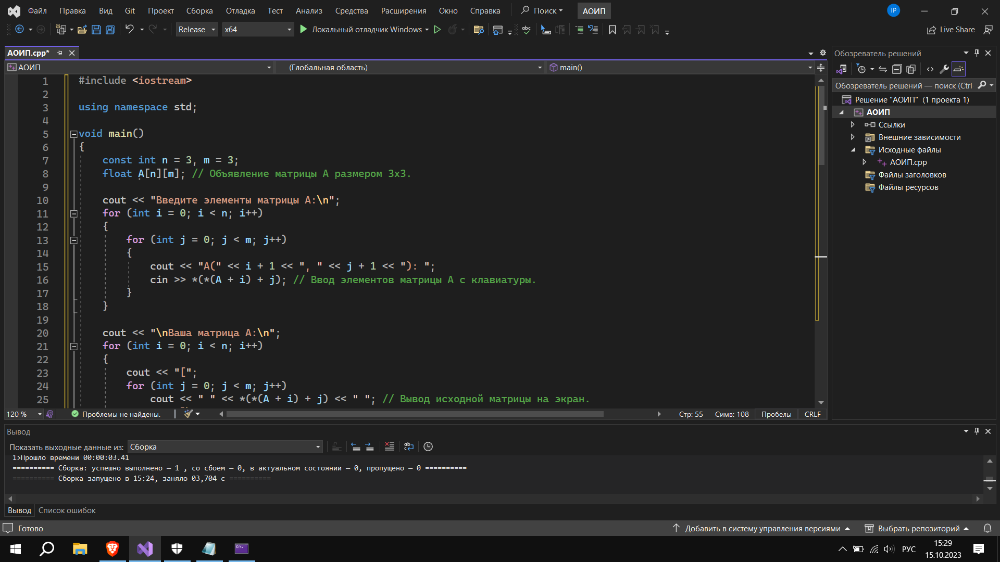 Файл Правка Вид Git Проект Сборка Отладка Тест Анализ Средства Расширения Окно Справка Поиск АОИП IP
Release x64 Локальный отладчик Windows Live Share
АОИП.cpp*
АОИП (Глобальная область) main()
1 #include <iostream>
2
3 using namespace std;
4
5 void main()
6 {
7 const int n = 3, m = 3;
8 float A[n][m]; // Объявление матрицы А размером 3х3.
9
10 cout << "Введите элементы матрицы А:\n";
11 for (int i = 0; i < n; i++)
12 {
13 for (int j = 0; j < m; j++)
14 {
15 cout << "A(" << i + 1 << ", " << j + 1 << "): ";
16 cin >> *(*(A + i) + j); // Ввод элементов матрицы А с клавиатуры.
17 }
18 }
19
20 cout << "\nВаша матрица А:\n";
21 for (int i = 0; i < n; i++)
22 {
23 cout << "[";
24 for (int j = 0; j < m; j++)
25 cout << " " << *(*(A + i) + j) << " "; // Вывод исходной матрицы на экран.
120 % Проблемы не найдены. Стр: 55 Симв: 108 Пробелы CRLF
Обозреватель решений
Обозреватель решений — поиск (Ctrl
Решение "АОИП" (1 проекта 1)
АОИП
Ссылки
Внешние зависимости
Исходные файлы
АОИП.cpp
Файлы заголовков
Файлы ресурсов
Вывод
Показать выходные данные из: Сборка
1>Прошло времени 00:00:03.41
========== Сборка: успешно выполнено — 1 , со сбоем — 0, в актуальном состоянии — 0, пропущено — 0 ==========
========== Сборка запущено в 15:24, заняло 03,704 с ==========
Вывод Список ошибок
Готово Добавить в систему управления версиями Выбрать репозиторий
РУС 15:29
15.10.2023